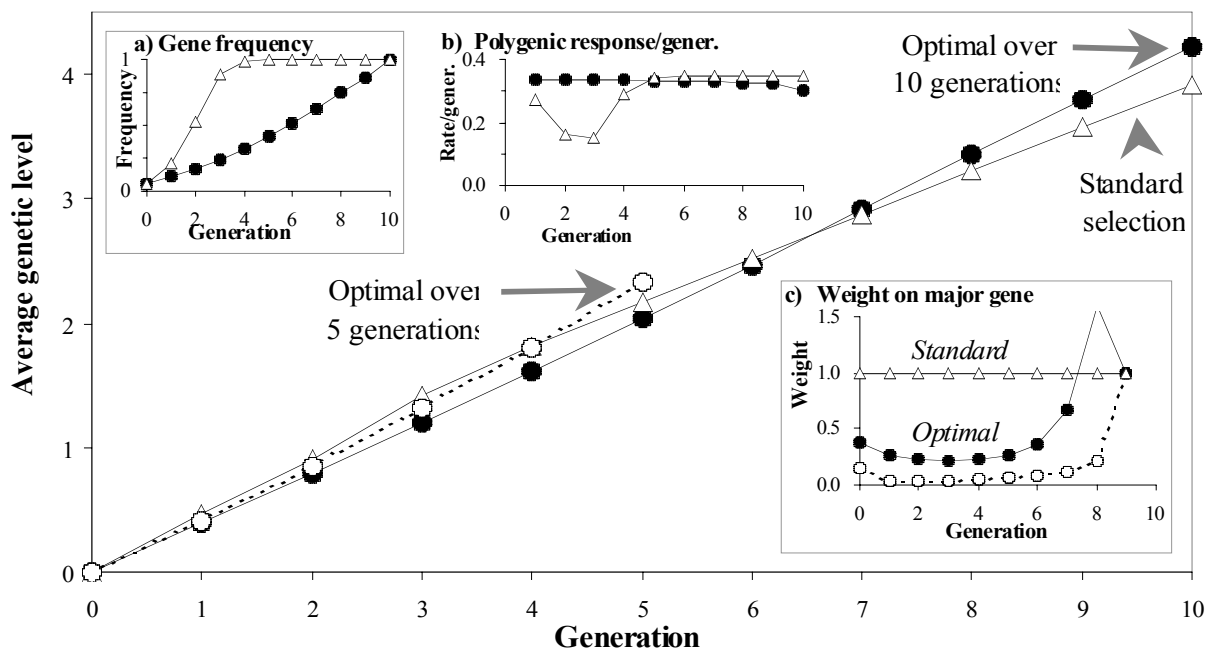 a) Gene frequency
1
1
Frequency
0 2 4 6 8 10
Generation
b) Polygenic response/gener.
0.4
0.2
0.0
Rate/gener.
0 2 4 6 8 10
Generation
Optimal over
10 generations
Standard
selection
Optimal over
5 generations
c) Weight on major gene
1.5
1.0
0.5
0.0
Weight
Standard
Optimal
0 2 4 6 8 10
Generation
4
3
2
1
0
Average genetic level
0 1 2 3 4 5 6 7 8 9 10
Generation